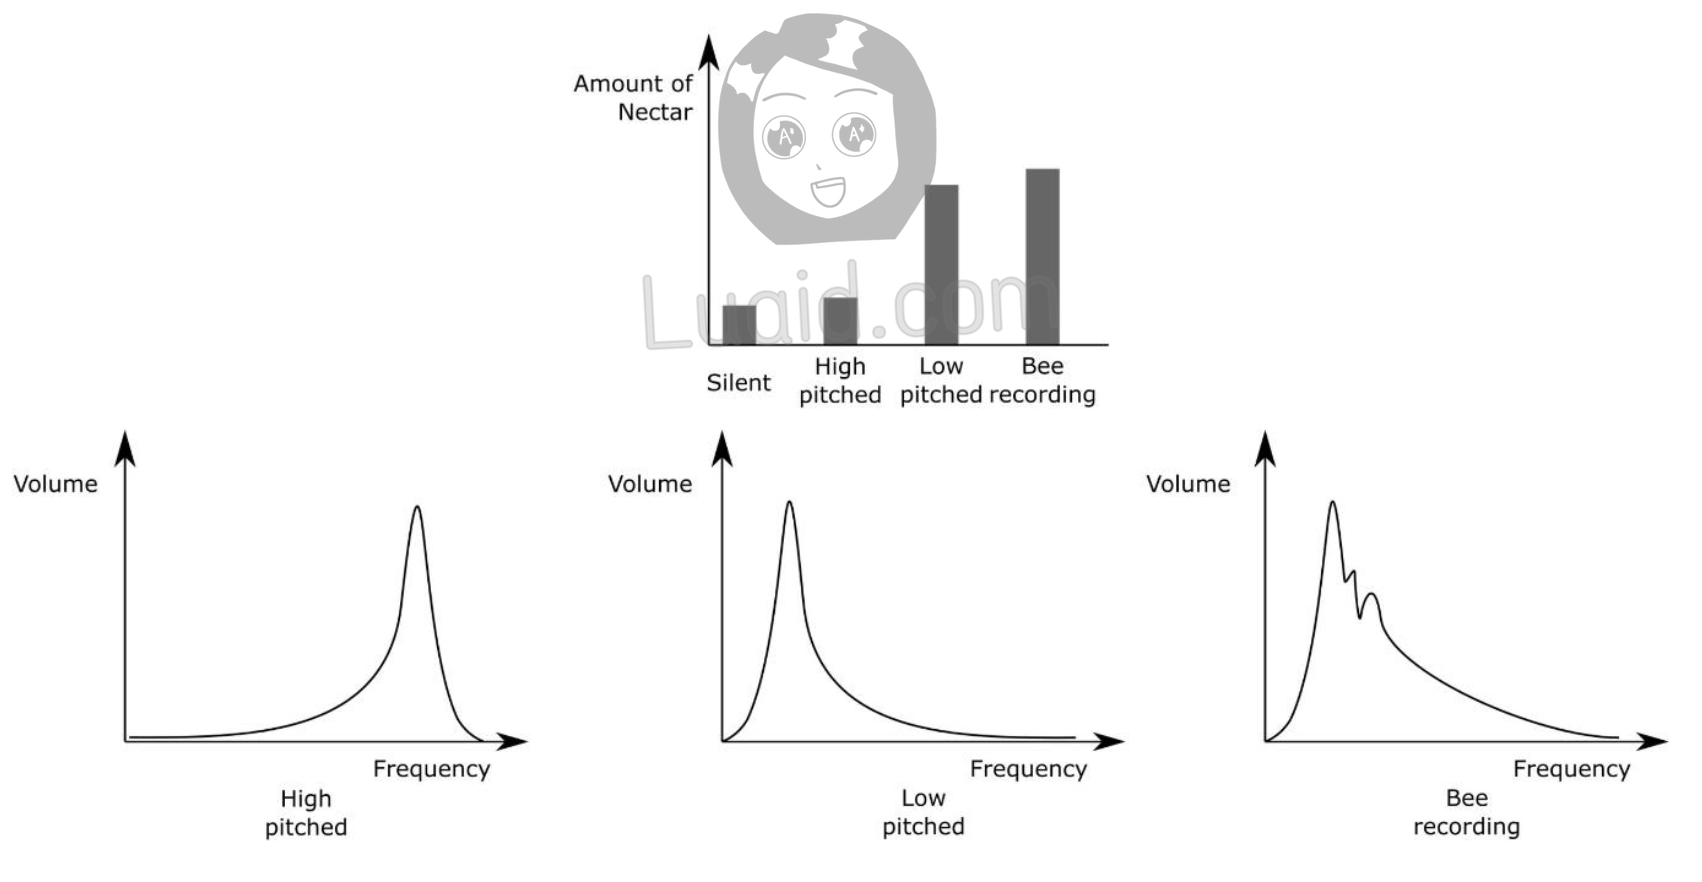 Amount of
Nectar
A+
A+
Luaid.com
Silent
High
pitched
Low
pitched
Bee
recording
Volume
Frequency
High
pitched
Volume
Frequency
Low
pitched
Volume
Frequency
Bee
recording